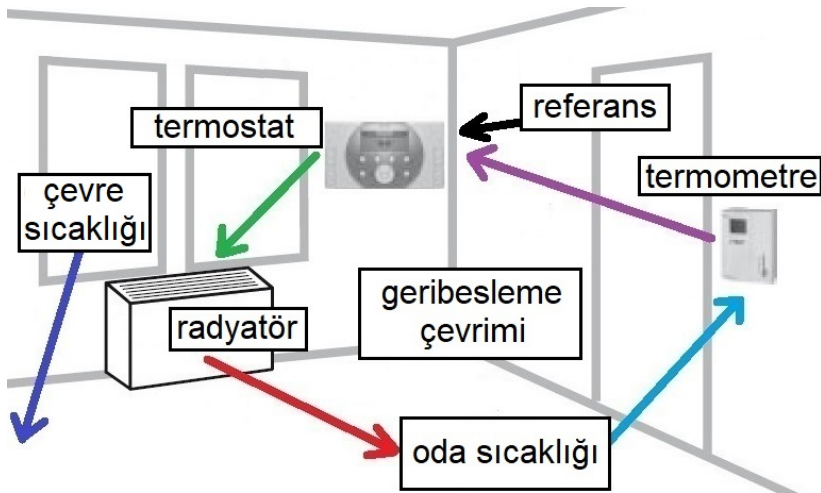 referans
termostat
termometre
çevre
sıcaklığı
geribesleme
çevrimi
radyatör
oda sıcaklığı